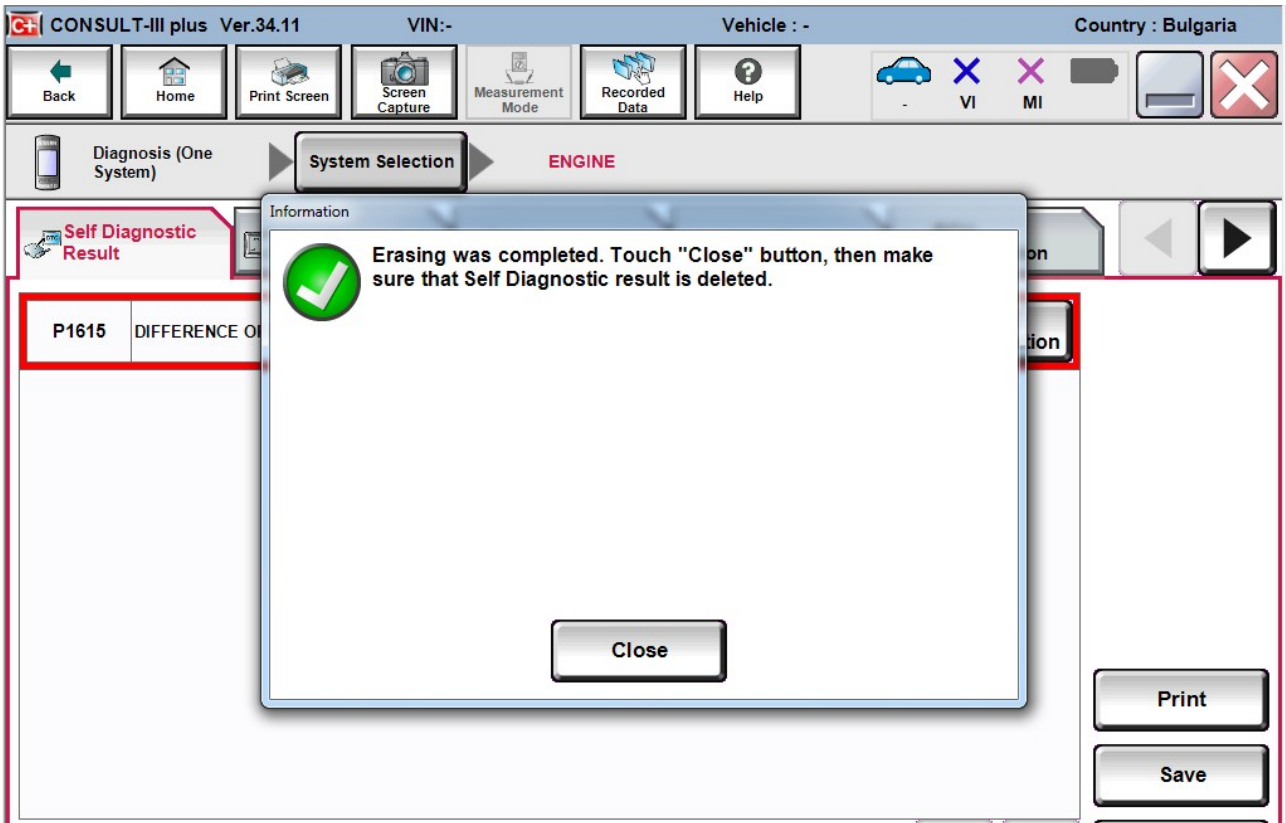 C+ CONSULT-III plus Ver.34.11 VIN:- Vehicle : - Country : Bulgaria
Back Home Print Screen Screen Capture Measurement Mode Recorded Data Help - VI MI
Diagnosis (One System) System Selection ENGINE
Self Diagnostic Result
Information
Erasing was completed. Touch "Close" button, then make
sure that Self Diagnostic result is deleted.
P1615 DIFFERENCE
Close
Print
Save